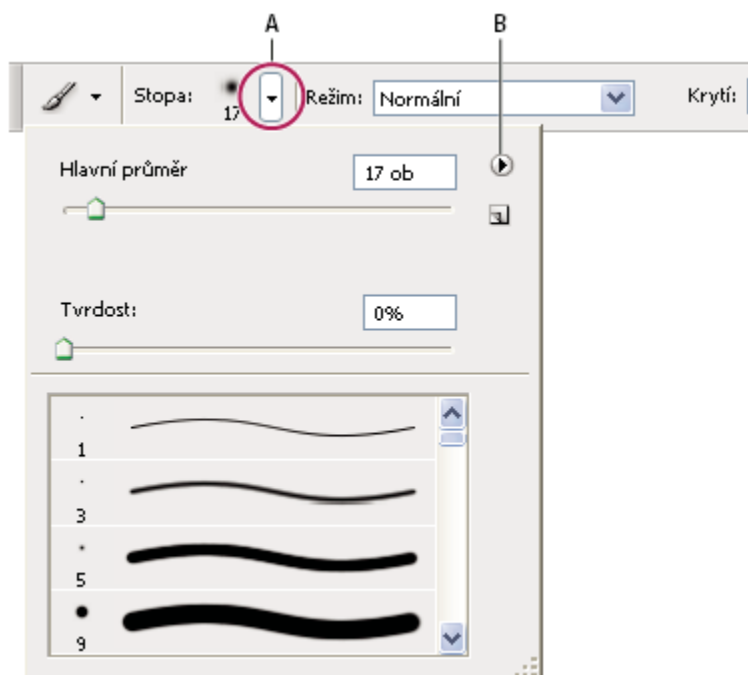 A B
Stopa: 17 Režim: Normální Krytí:
Hlavní průměr 17 ob
Tvrdost: 0%
1
3
5
9